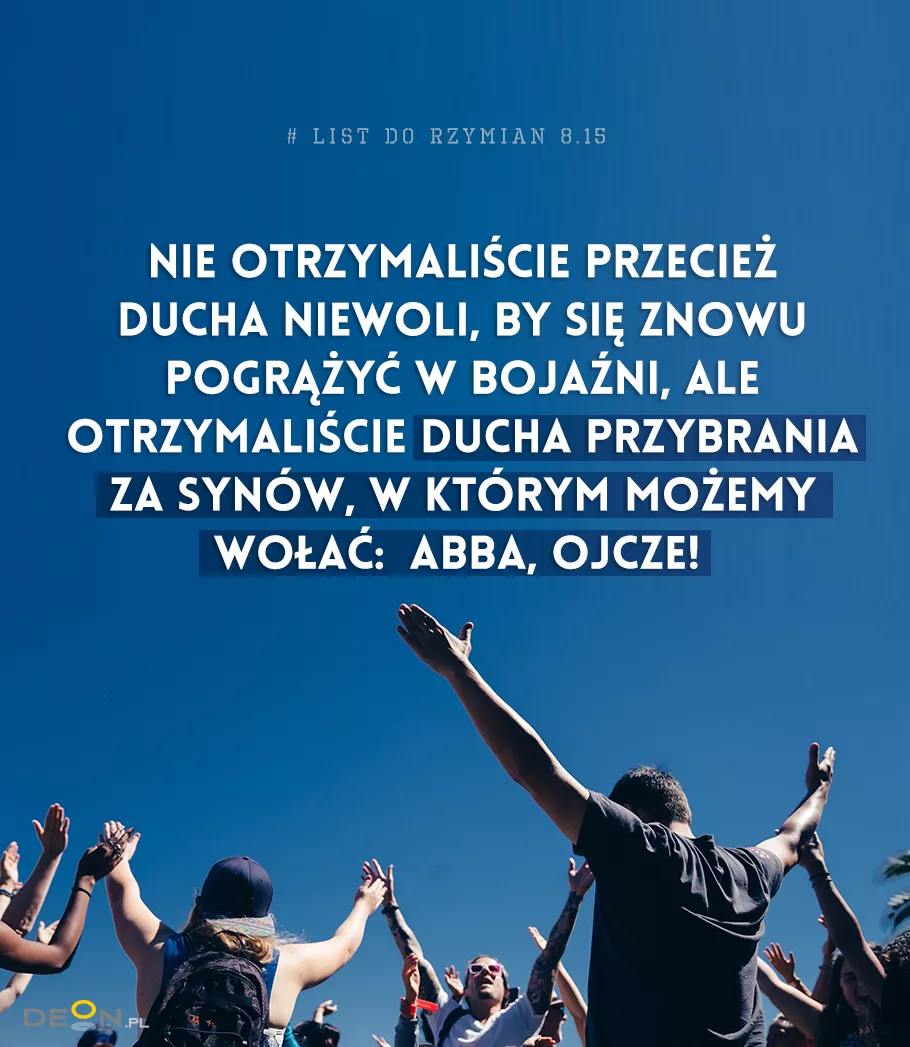 # LIST DO RZYMIAN 8.15
NIE OTRZYMALIŚCIE PRZECIEŻ
DUCHA NIEWOLI, BY SIĘ ZNOWU
POGRĄŻYĆ W BOJAŹNI, ALE
OTRZYMALIŚCIE DUCHA PRZYBRANIA
ZA SYNÓW, W KTÓRYM MOŻEMY
WOŁAĆ: ABBA, OJCZE!
DEON.PL